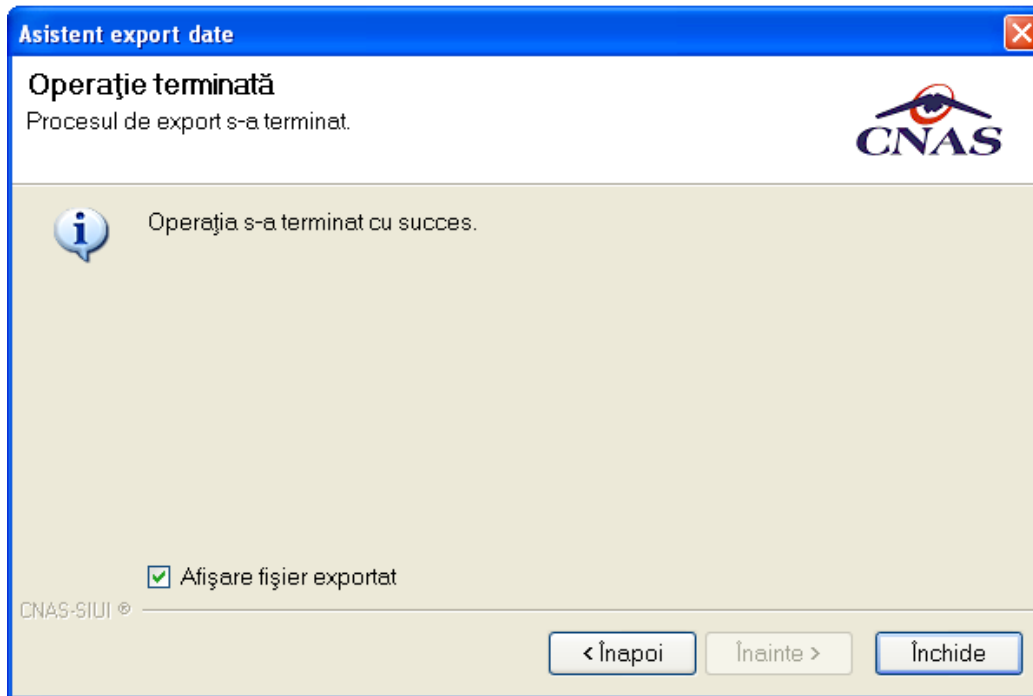 Asistent export date
Operaţie terminată
Procesul de export s-a terminat.
CNAS
Operaţia s-a terminat cu succes.
Afişare fişier exportat
CNAS-SIUI ®
< Înapoi
Înainte >
Închide